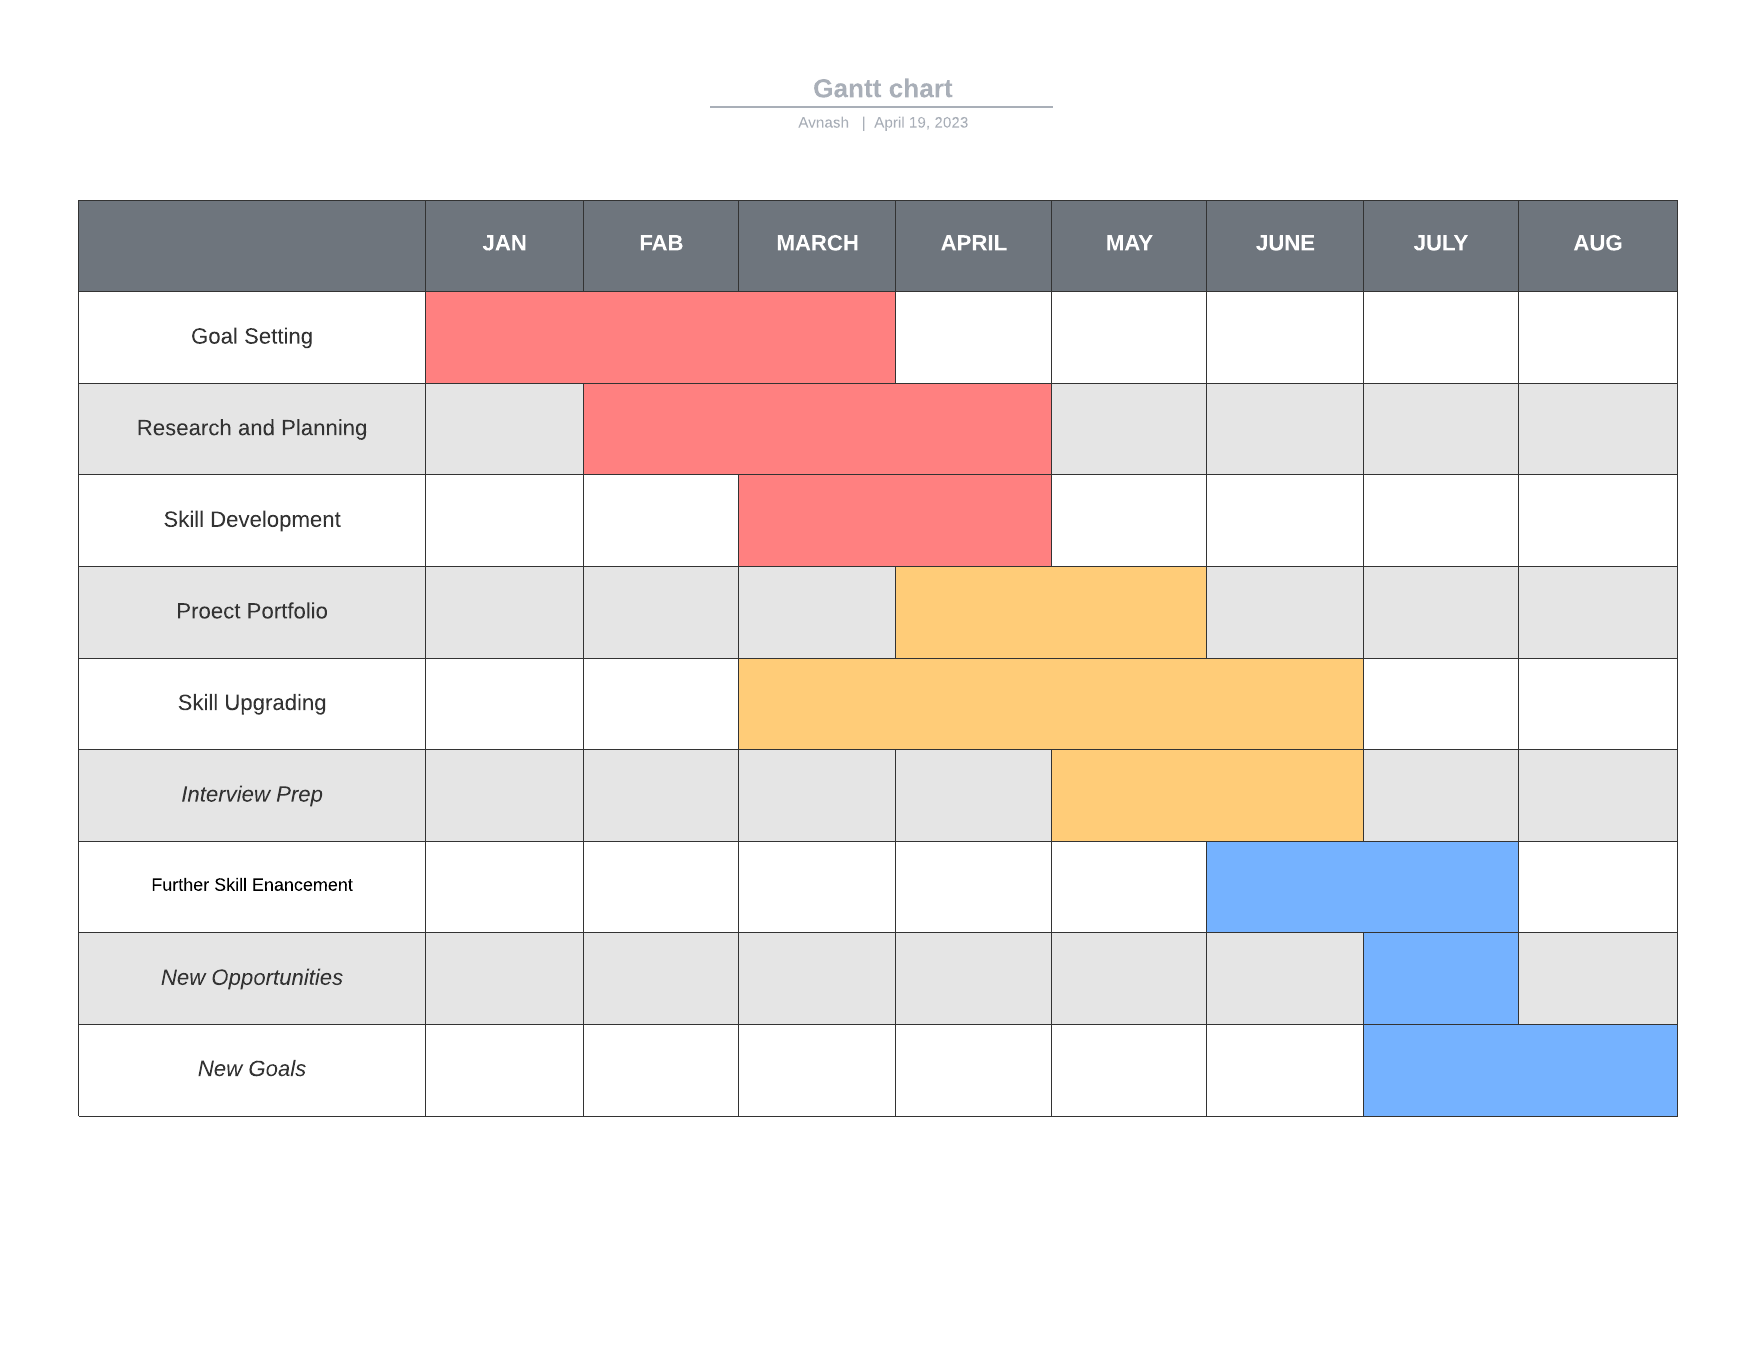 Gantt chart
Avnash | April 19, 2023
JAN FAB MARCH APRIL MAY JUNE JULY AUG
Goal Setting
Research and Planning
Skill Development
Proect Portfolio
Skill Upgrading
Interview Prep
Further Skill Enancement
New Opportunities
New Goals